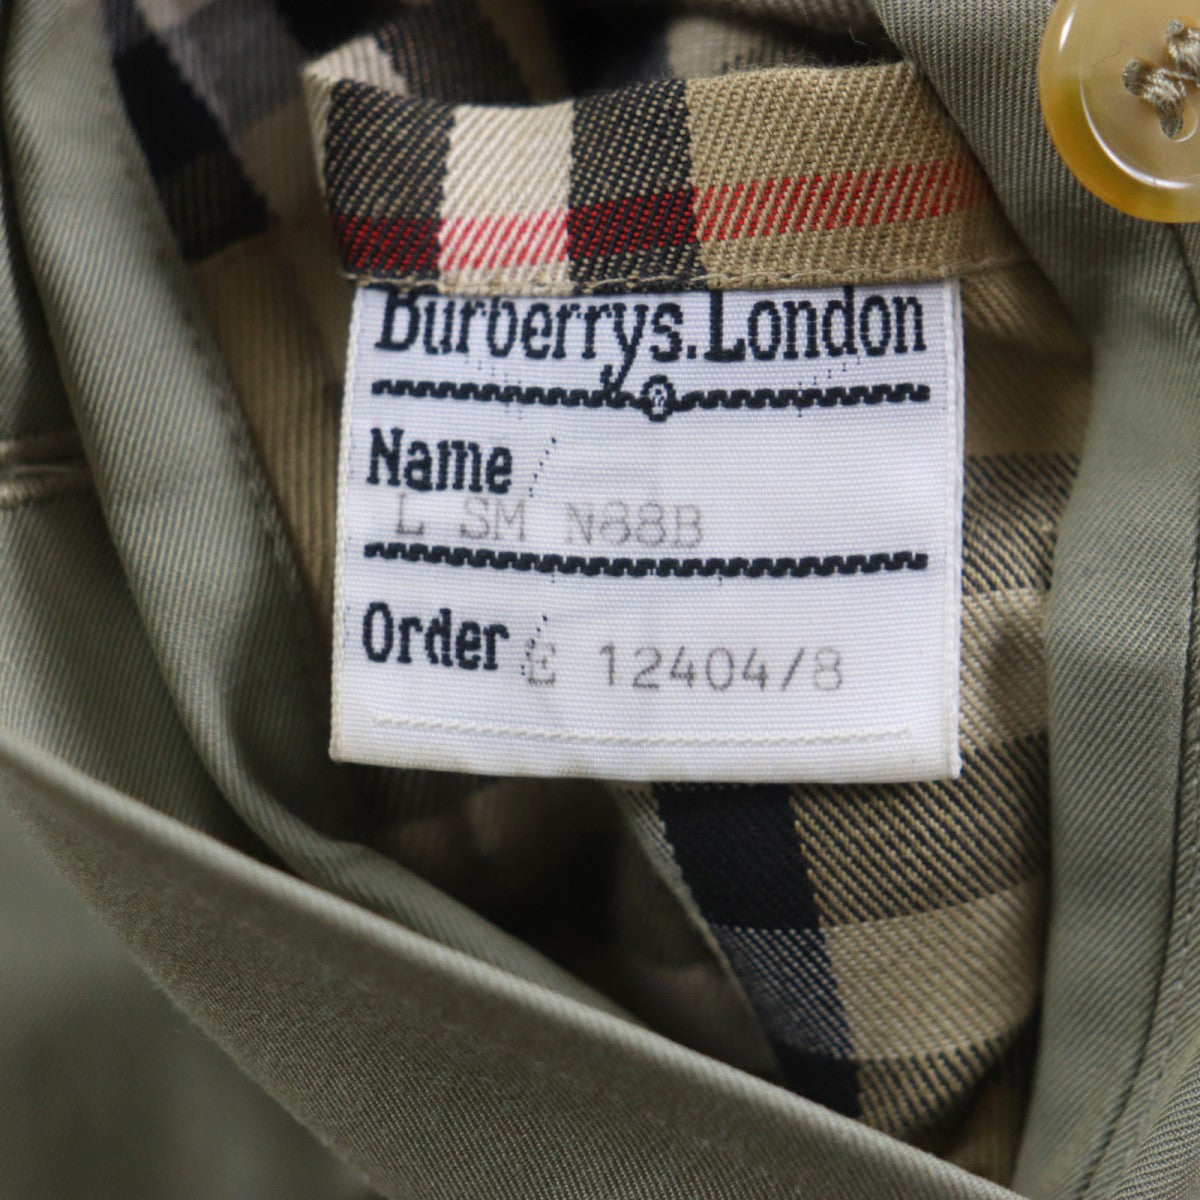 Burberrys.London
Name
L SM N88B
Order
E 12404/8